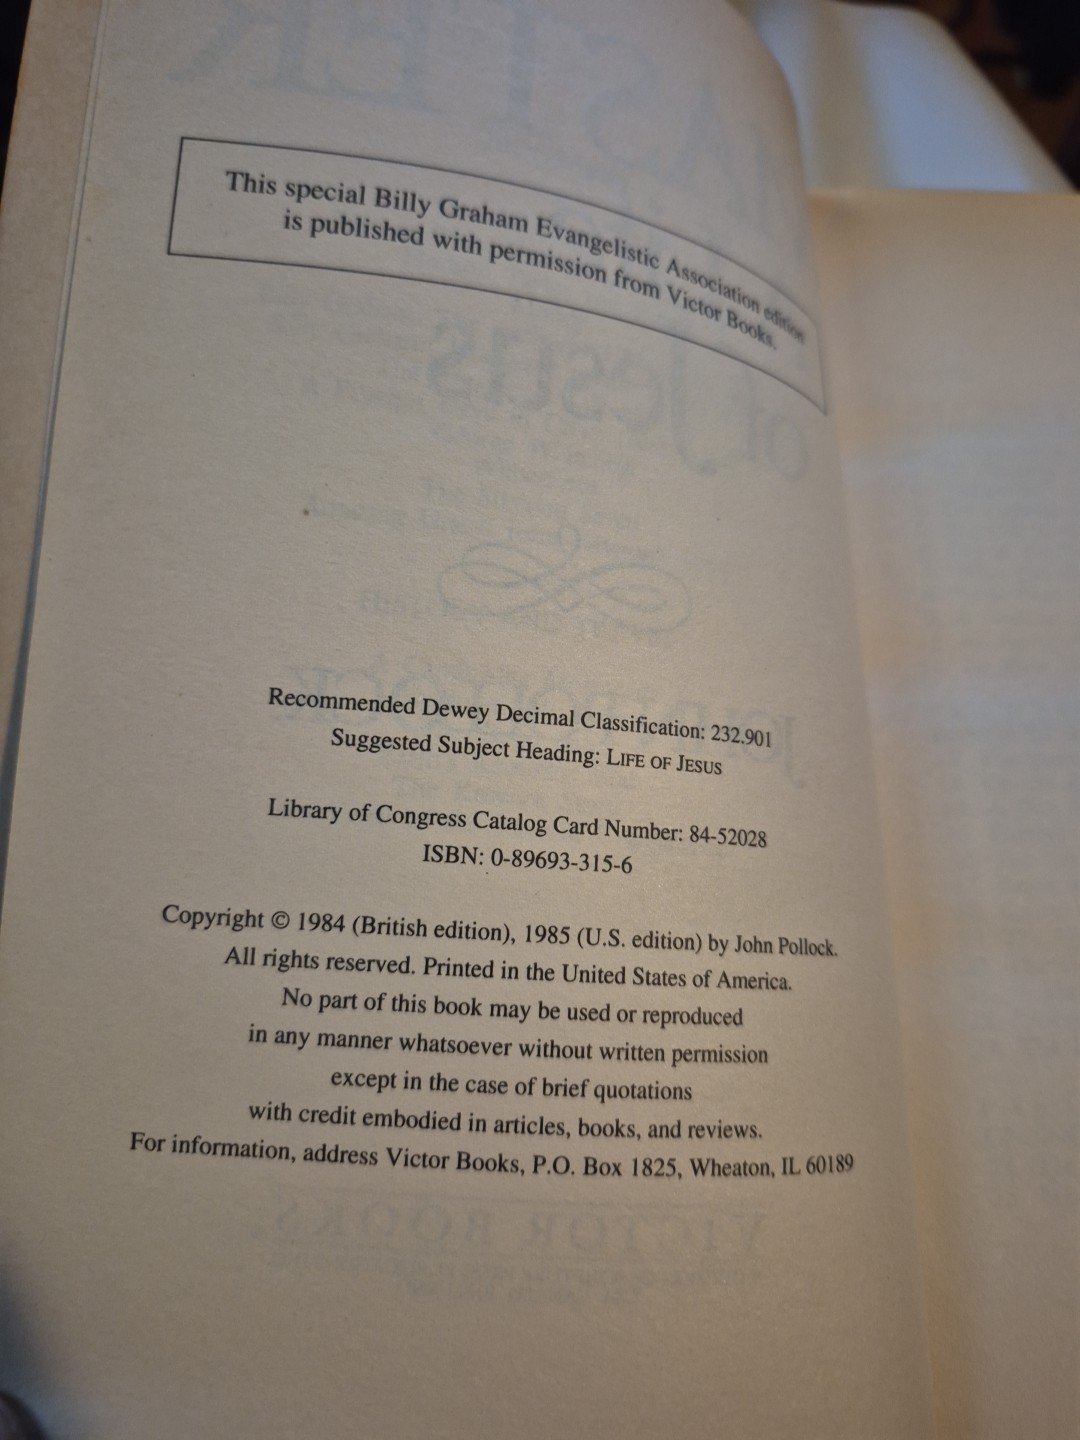 This special Billy Graham Evangelistic Association edition
is published with permission from Victor Books.
of Jesus
Recommended Dewey Decimal Classification: 232.901
Suggested Subject Heading: LIFE OF JESUS
Library of Congress Catalog Card Number: 84-52028
ISBN: 0-89693-315-6
Copyright © 1984 (British edition), 1985 (U.S. edition) by John Pollock.
All rights reserved. Printed in the United States of America.
No part of this book may be used or reproduced
in any manner whatsoever without written permission
except in the case of brief quotations
with credit embodied in articles, books, and reviews.
For information, address Victor Books, P.O. Box 1825, Wheaton, IL 60189
VICTOR BOOKS